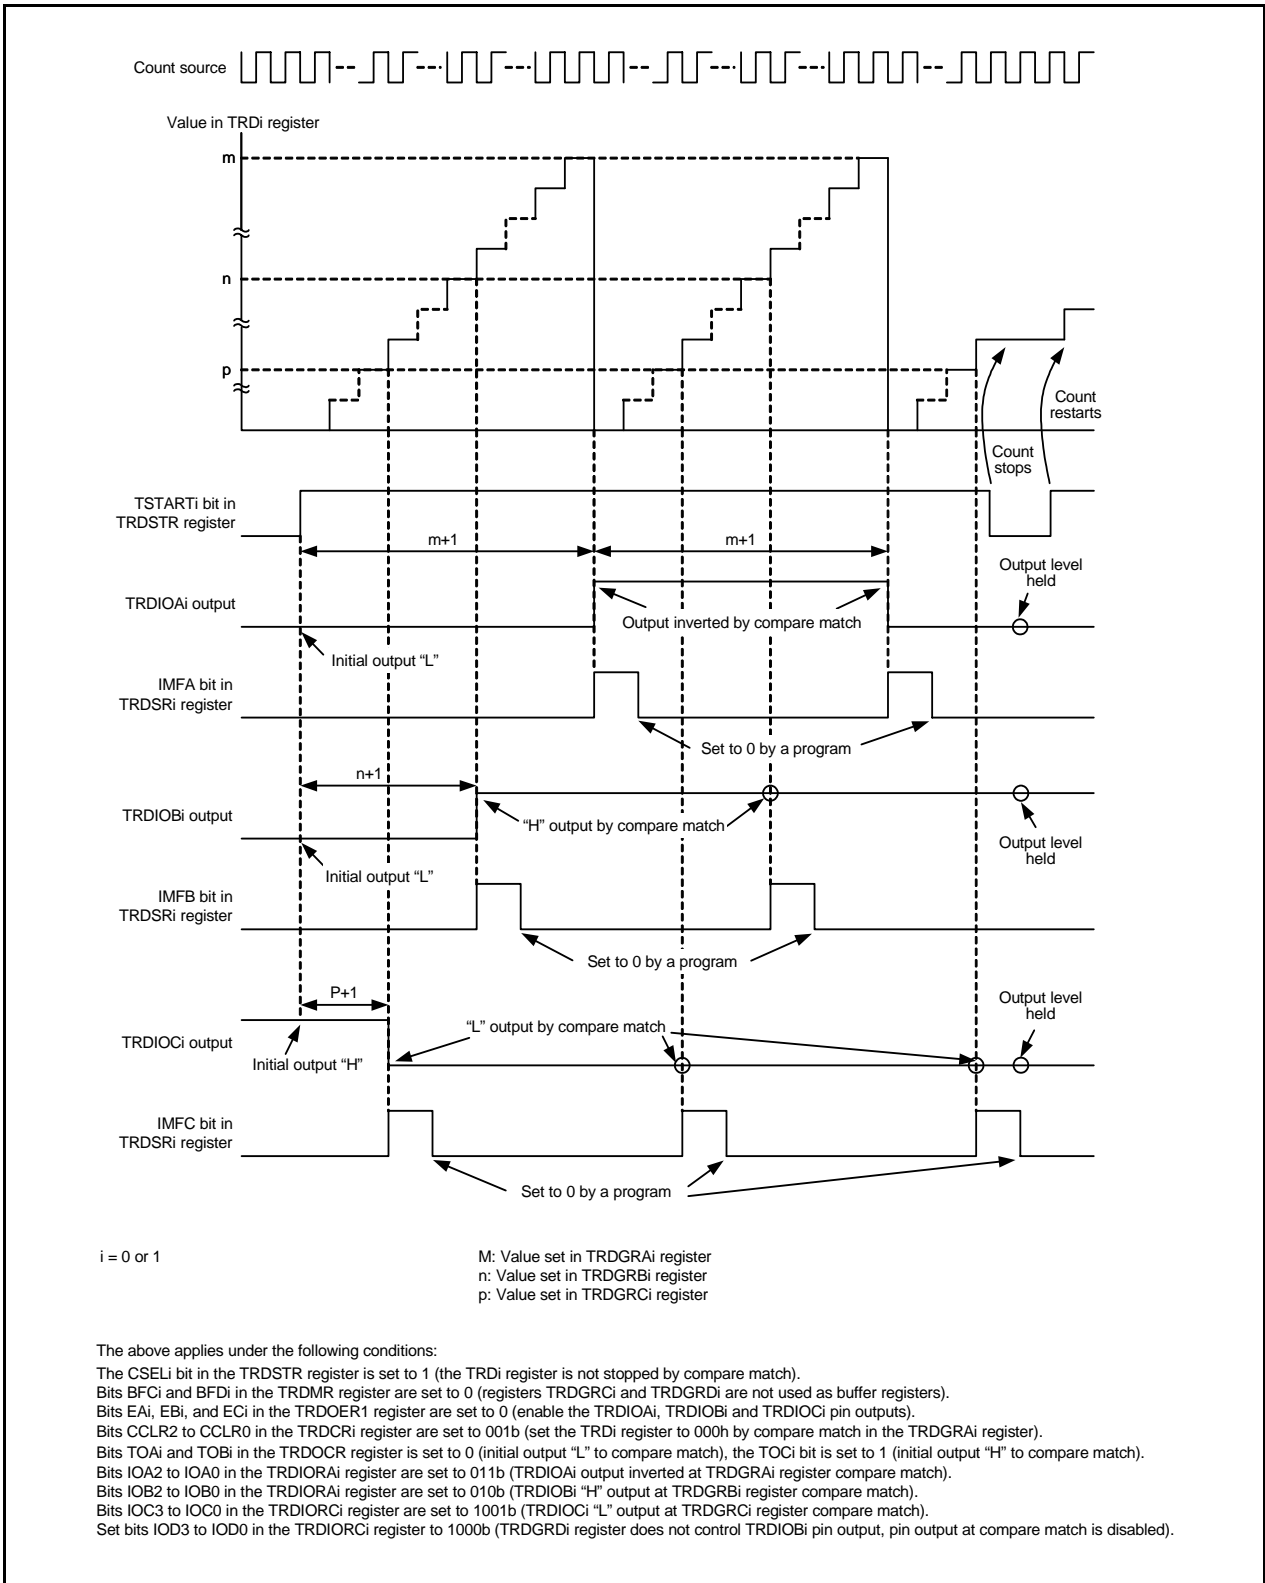 Count source
Value in TRDi register
m
n
p
Count
restarts
Count
stops
TSTARTi bit in
TRDSTR register
m+1
m+1
Output level
held
TRDIOAi output
Output inverted by compare match
Initial output “L”
IMFA bit in
TRDSRi register
Set to 0 by a program
n+1
TRDIOBi output
“H” output by compare match
Output level
held
Initial output “L”
IMFB bit in
TRDSRi register
Set to 0 by a program
P+1
Output level
held
“L” output by compare match
TRDIOCi output
Initial output “H”
IMFC bit in
TRDSRi register
Set to 0 by a program
i = 0 or 1
M: Value set in TRDGRAi register
n: Value set in TRDGRBi register
p: Value set in TRDGRCi register
The above applies under the following conditions:
The CSELi bit in the TRDSTR register is set to 1 (the TRDi register is not stopped by compare match).
Bits BFCi and BFDi in the TRDMR register are set to 0 (registers TRDGRCi and TRDGRDi are not used as buffer registers).
Bits EAi, EBi, and ECi in the TRDOER1 register are set to 0 (enable the TRDIOAi, TRDIOBi and TRDIOCi pin outputs).
Bits CCLR2 to CCLR0 in the TRDCRi register are set to 001b (set the TRDi register to 000h by compare match in the TRDGRAi register).
Bits TOAi and TOBi in the TRDOCR register is set to 0 (initial output “L” to compare match), the TOCi bit is set to 1 (initial output “H” to compare match).
Bits IOA2 to IOA0 in the TRDIORAi register are set to 011b (TRDIOAi output inverted at TRDGRAi register compare match).
Bits IOB2 to IOB0 in the TRDIORAi register are set to 010b (TRDIOBi “H” output at TRDGRBi register compare match).
Bits IOC3 to IOC0 in the TRDIORCi register are set to 1001b (TRDIOCi “L” output at TRDGRCi register compare match).
Set bits IOD3 to IOD0 in the TRDIORCi register to 1000b (TRDGRDi register does not control TRDIOBi pin output, pin output at compare match is disabled).